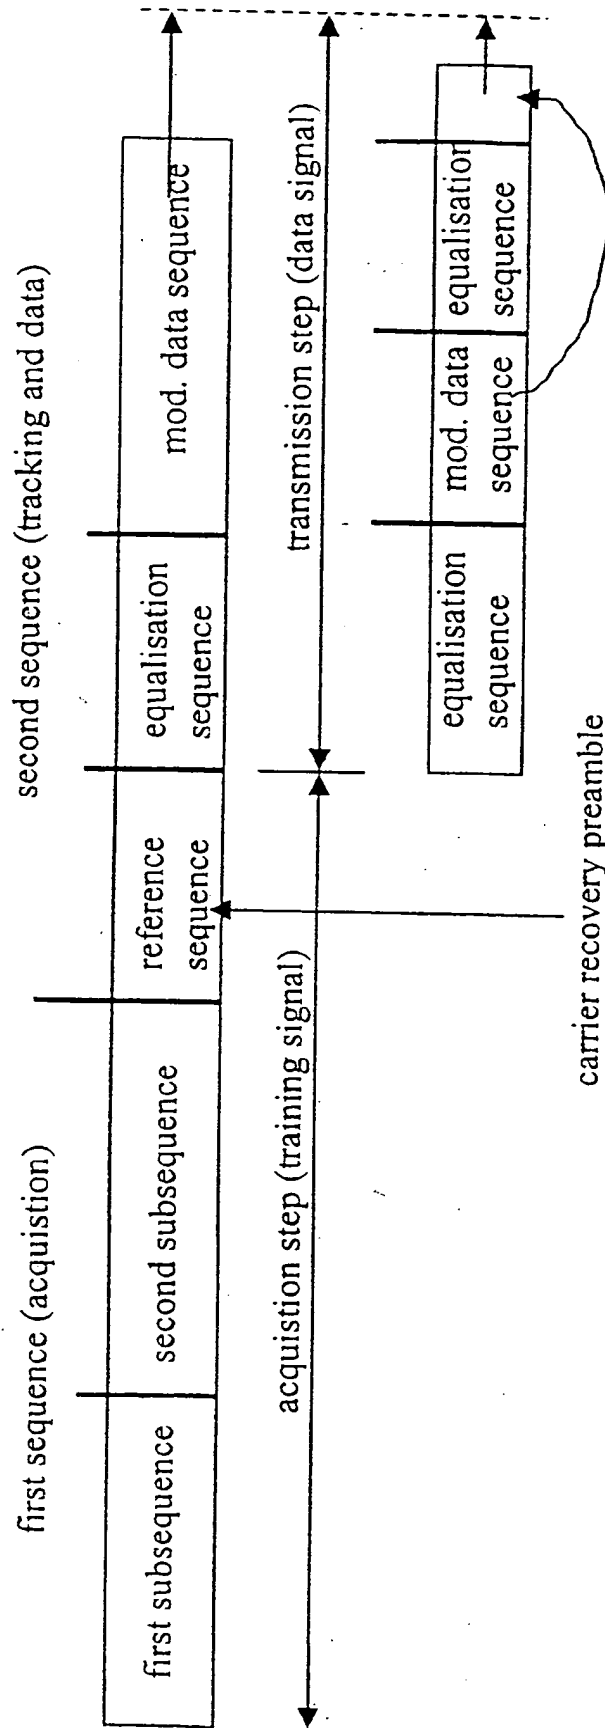 first sequence (acquistion)
second sequence (tracking and data)
first subsequence
second subsequence
reference
sequence
equalisation
sequence
mod. data sequence
acquistion step (training signal)
transmission step (data signal)
equalisation
sequence
mod. data
sequence
equalisation
sequence
carrier recovery preamble